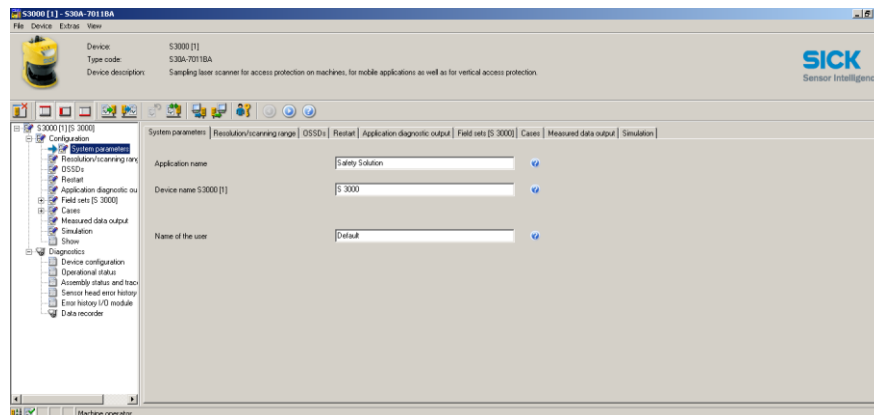 S3000 [1] - S30A-7011BA
File Device Extras View
Device: S3000 [1]
Type code: S30A-7011BA
Device description: Sampling laser scanner for access protection on machines, for mobile applications as well as for vertical access protection.
SICK
Sensor Intelligenc
S3000 [1] [S 3000]
Configuration
System parameters
Resolution/scanning rang
OSSDs
Restart
Application diagnostic ou
Field sets [S 3000]
Cases
Measured data output
Simulation
Show
Diagnostics
Device configuration
Operational status
Assembly status and trace
Sensor head error history
Error history I/O module
Data recorder
System parameters Resolution/scanning range OSSDs Restart Application diagnostic output Field sets [S 3000] Cases Measured data output Simulation
Application name Safety Solution
Device name S3000 [1] S 3000
Name of the user Default
Machine operator